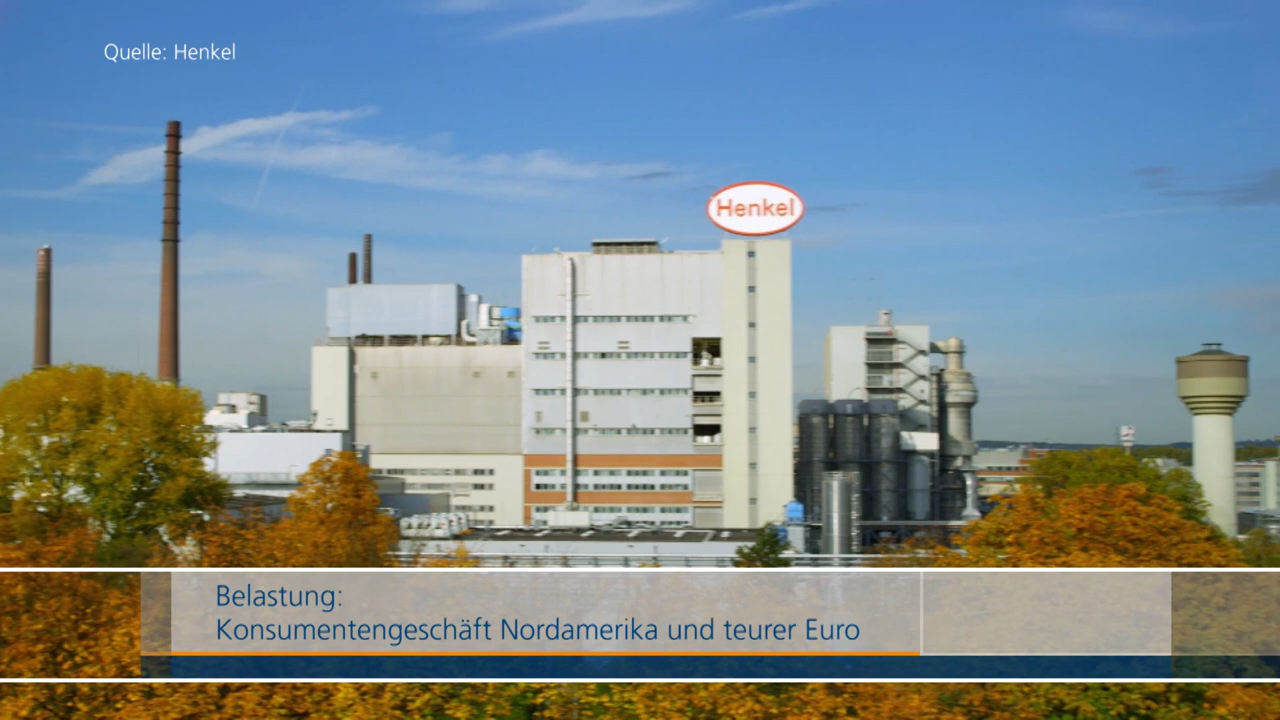 Quelle: Henkel
Henkel
Belastung:
Konsumentengeschäft Nordamerika und teurer Euro